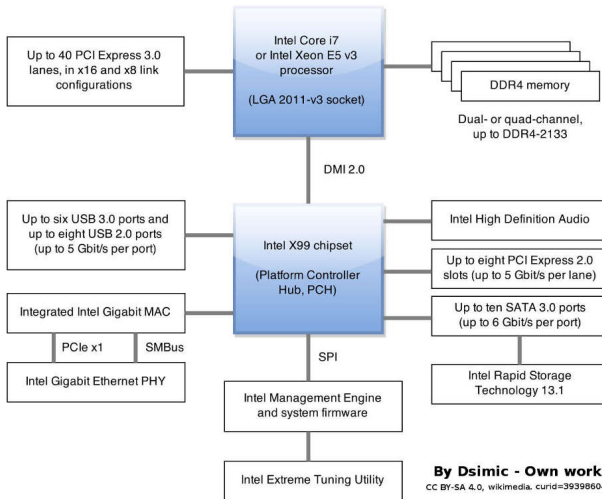 Up to 40 PCI Express 3.0
lanes, in x16 and x8 link
configurations
Intel Core i7
or Intel Xeon E5 v3
processor
(LGA 2011-v3 socket)
DDR4 memory
Dual- or quad-channel,
up to DDR4-2133
DMI 2.0
Up to six USB 3.0 ports and
up to eight USB 2.0 ports
(up to 5 Gbit/s per port)
Intel X99 chipset
(Platform Controller
Hub, PCH)
Intel High Definition Audio
Up to eight PCI Express 2.0
slots (up to 5 Gbit/s per lane)
Up to ten SATA 3.0 ports
(up to 6 Gbit/s per port)
Integrated Intel Gigabit MAC
PCIe x1
SMBus
Intel Gigabit Ethernet PHY
SPI
Intel Rapid Storage
Technology 13.1
Intel Management Engine
and system firmware
Intel Extreme Tuning Utility
By Dsimic - Own work
CC BY-SA 4.0, wikimedia. curid=3939860